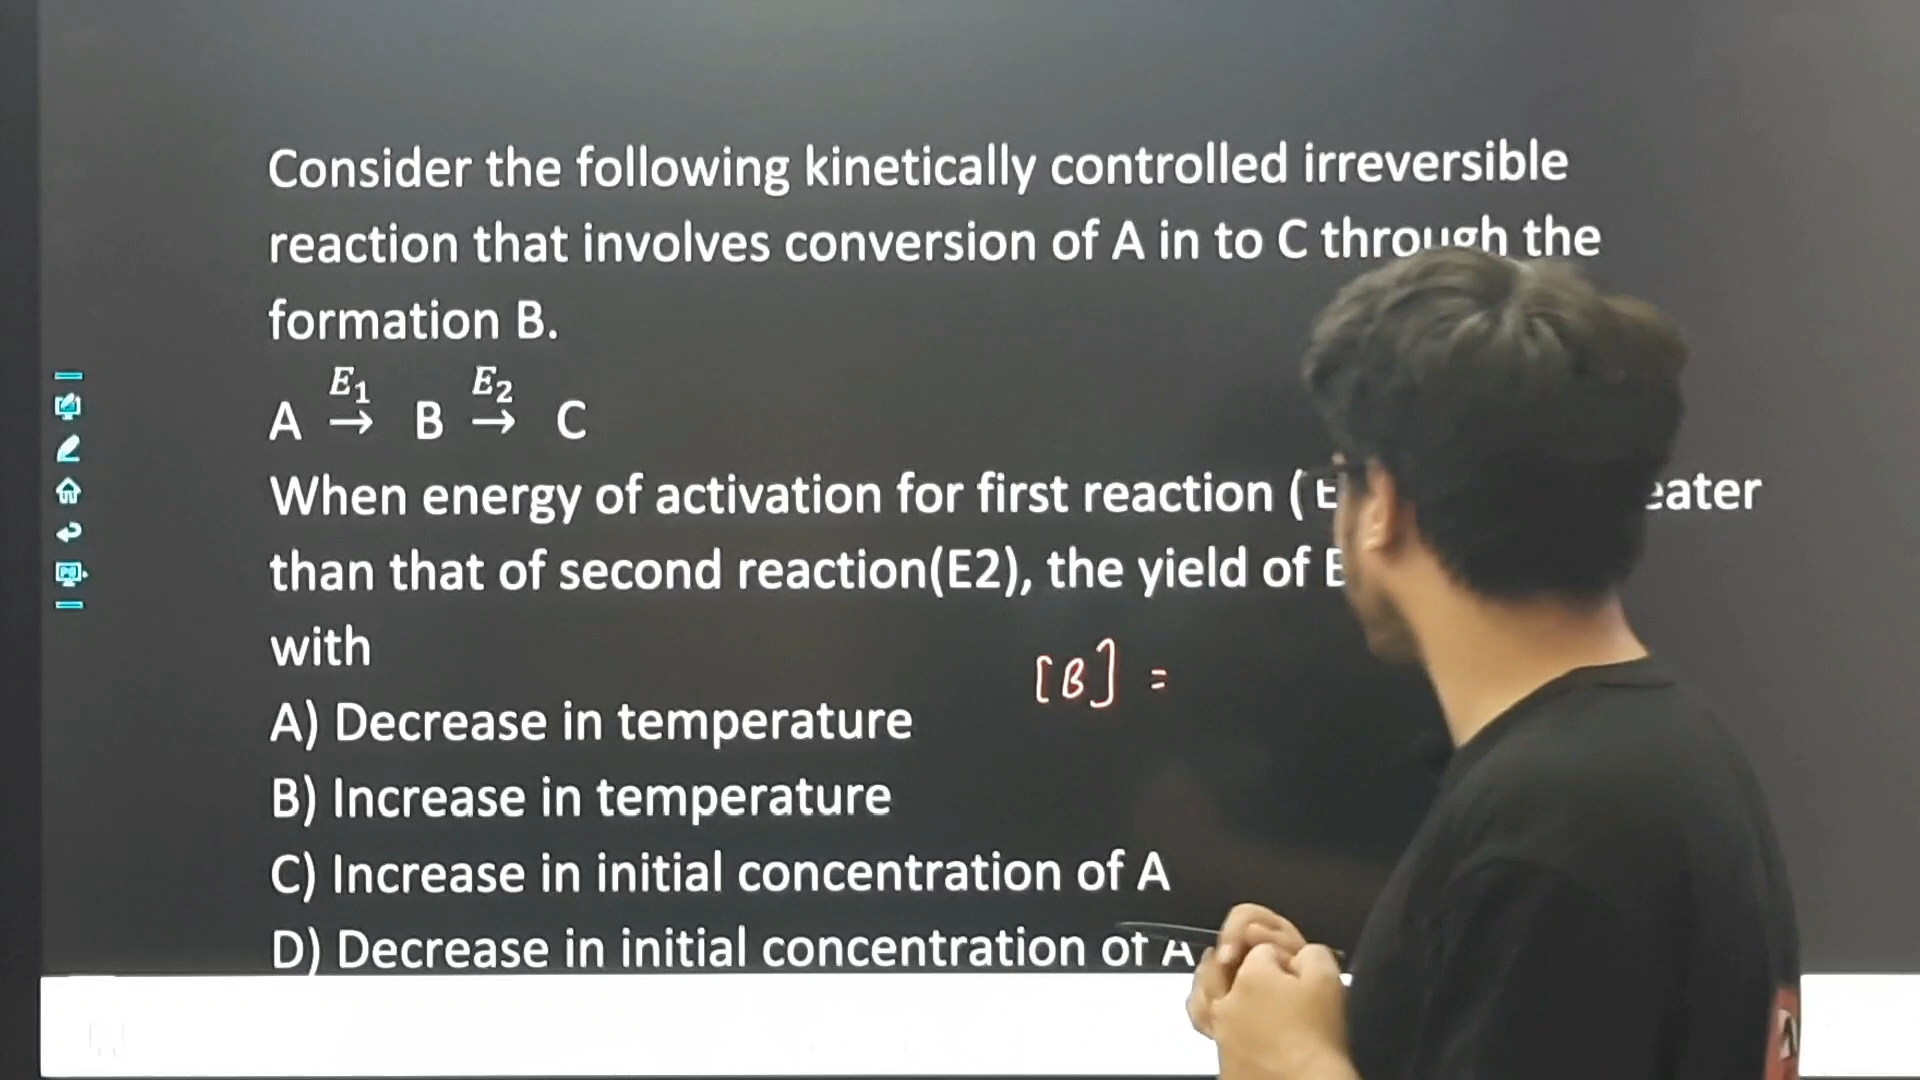 Consider the following kinetically controlled irreversible
reaction that involves conversion of A in to C through the
formation B.
A E₁→ B E₂→ C
When energy of activation for first reaction (
than that of second reaction(E2), the yield of
with
[B] =
A) Decrease in temperature
B) Increase in temperature
C) Increase in initial concentration of A
D) Decrease in initial concentration of A